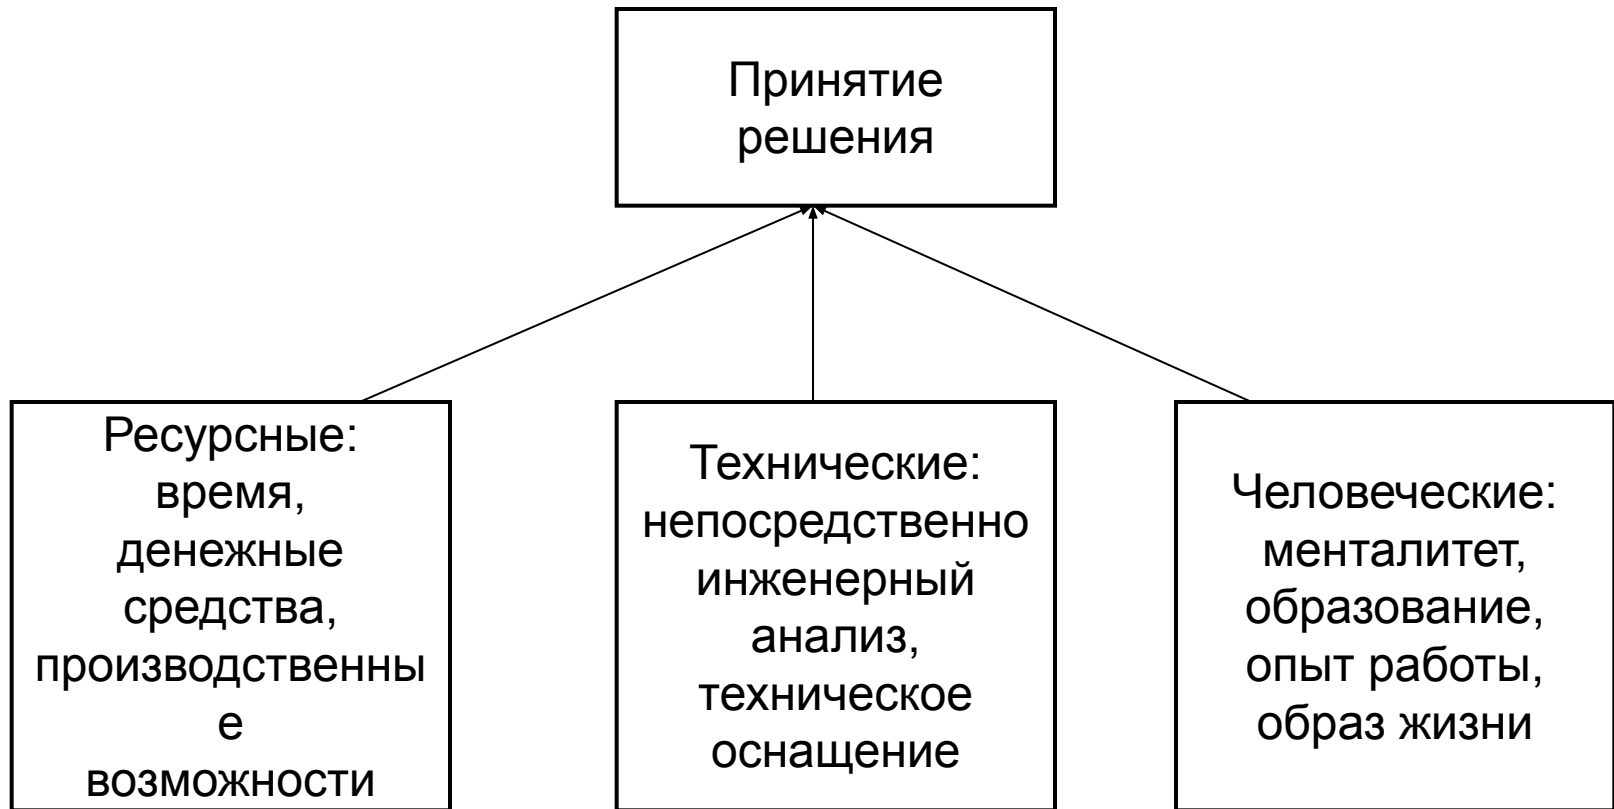 Принятие
решения
Ресурсные:
время,
денежные
средства,
производственны
е
возможности
Технические:
непосредственно
инженерный
анализ,
техническое
оснащение
Человеческие:
менталитет,
образование,
опыт работы,
образ жизни